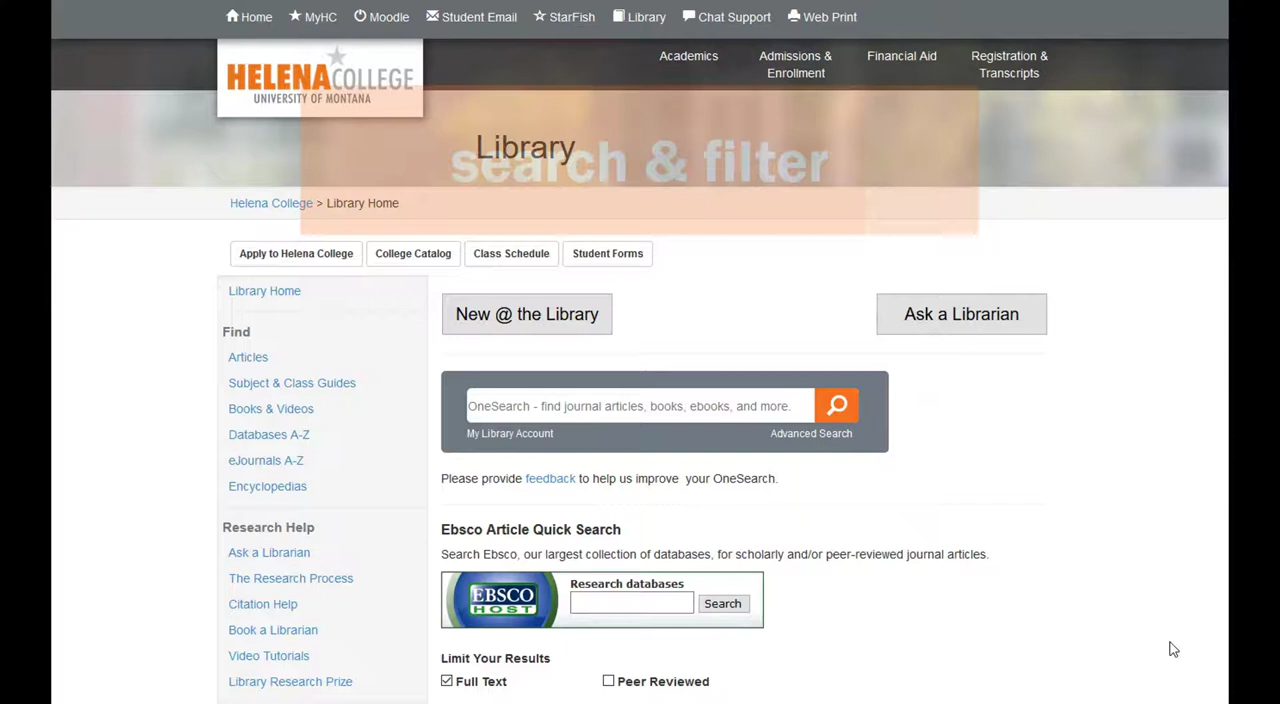 Home MyHC Moodle Student Email StarFish Library Chat Support Web Print
HELENACOLLEGE
UNIVERSITY OF MONTANA
Academics
Admissions &
Enrollment
Financial Aid
Registration &
Transcripts
Library
search & filter
Helena College > Library Home
Apply to Helena College College Catalog Class Schedule Student Forms
Library Home
Find
Articles
Subject & Class Guides
Books & Videos
Databases A-Z
eJournals A-Z
Encyclopedias
Research Help
Ask a Librarian
The Research Process
Citation Help
Book a Librarian
Video Tutorials
Library Research Prize
New @ the Library Ask a Librarian
OneSearch - find journal articles, books, ebooks, and more.
My Library Account Advanced Search
Please provide feedback to help us improve your OneSearch.
Ebsco Article Quick Search
Search Ebsco, our largest collection of databases, for scholarly and/or peer-reviewed journal articles.
EBSCO
HOST
Research databases
Search
Limit Your Results
Full Text Peer Reviewed